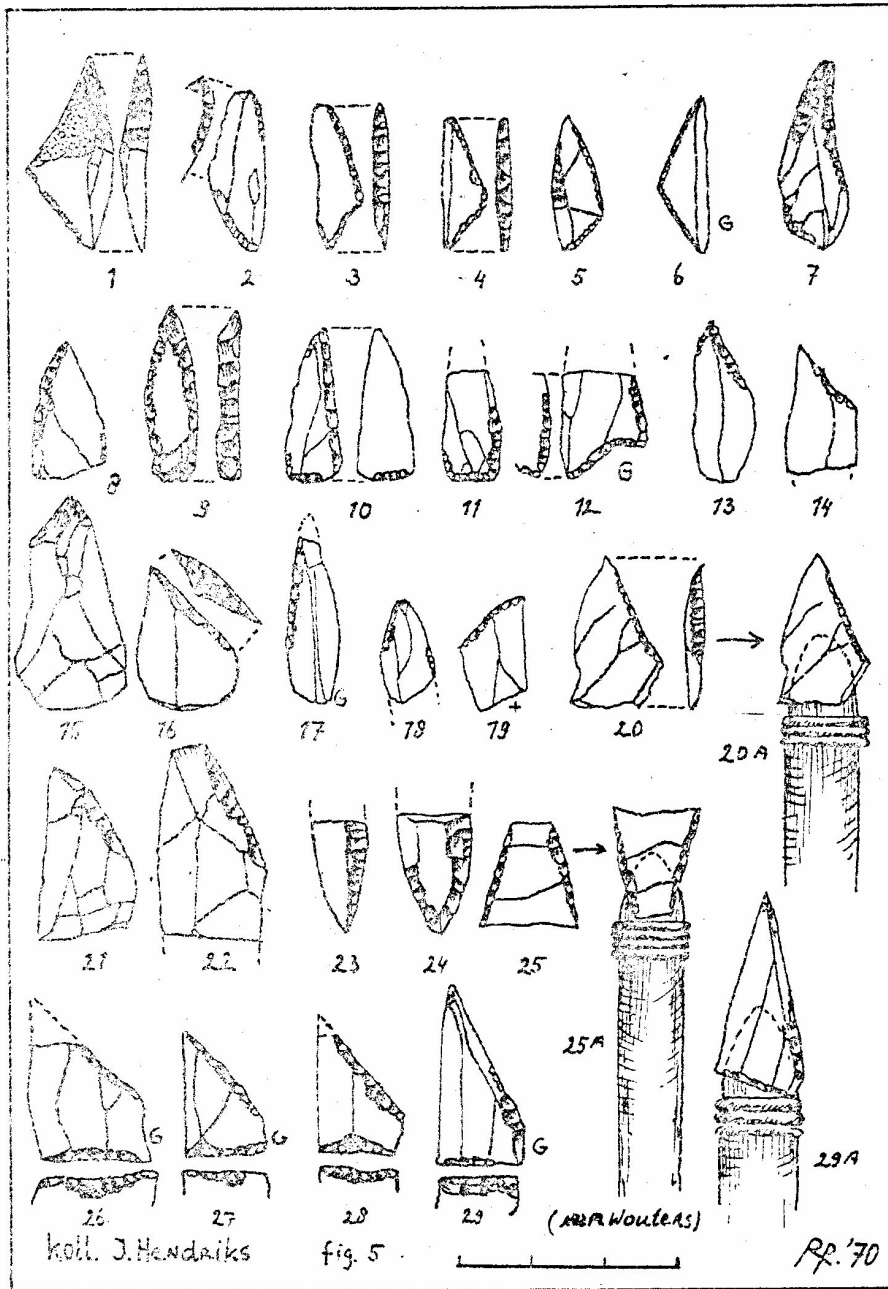 1 2 3 4 5 6 G 7
8 9 10 11 12 G 13 14
15 16 17 G 18 19 + 20 20A
21 22 23 24 25 25A
26 G 27 G 28 29 G 29A
(Wouters)
Koll. J. Hendriks fig. 5 '70